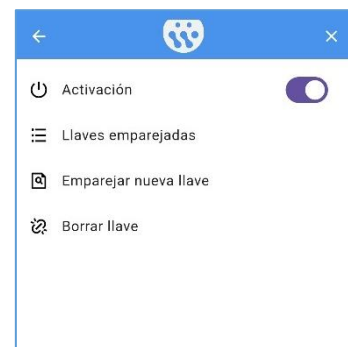 Activación
Llaves emparejadas
Emparejar nueva llave
Borrar llave